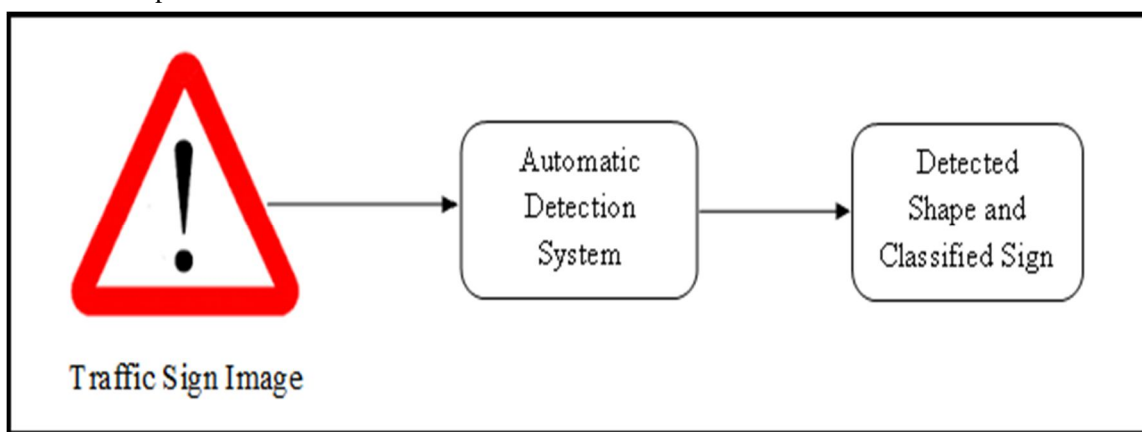 Automatic
Detection
System
Detected
Shape and
Classified Sign
Traffic Sign Image